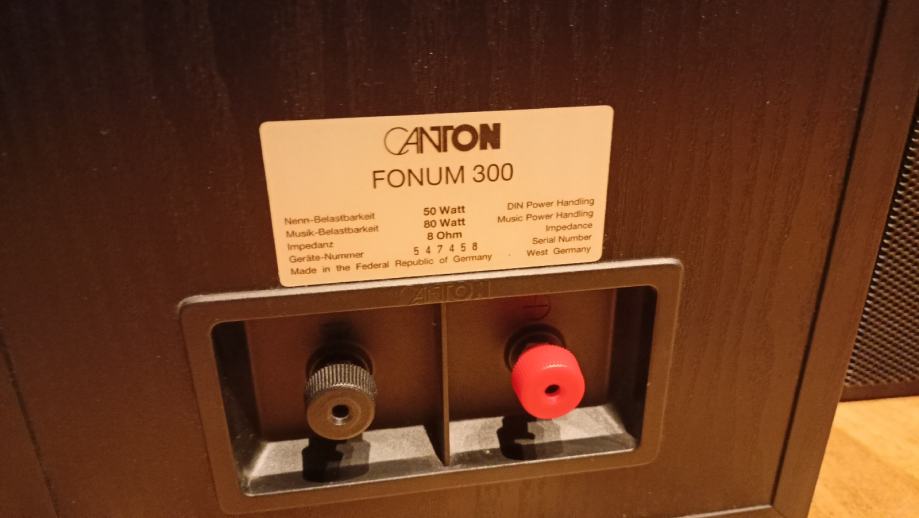 CANTON
FONUM 300
Nenn-Belastbarkeit 50 Watt DIN Power Handling
Musik-Belastbarkeit 80 Watt Music Power Handling
Impedanz 8 Ohm Impedance
Geräte-Nummer 547458 Serial Number
Made in the Federal Republic of Germany West Germany
CANTON